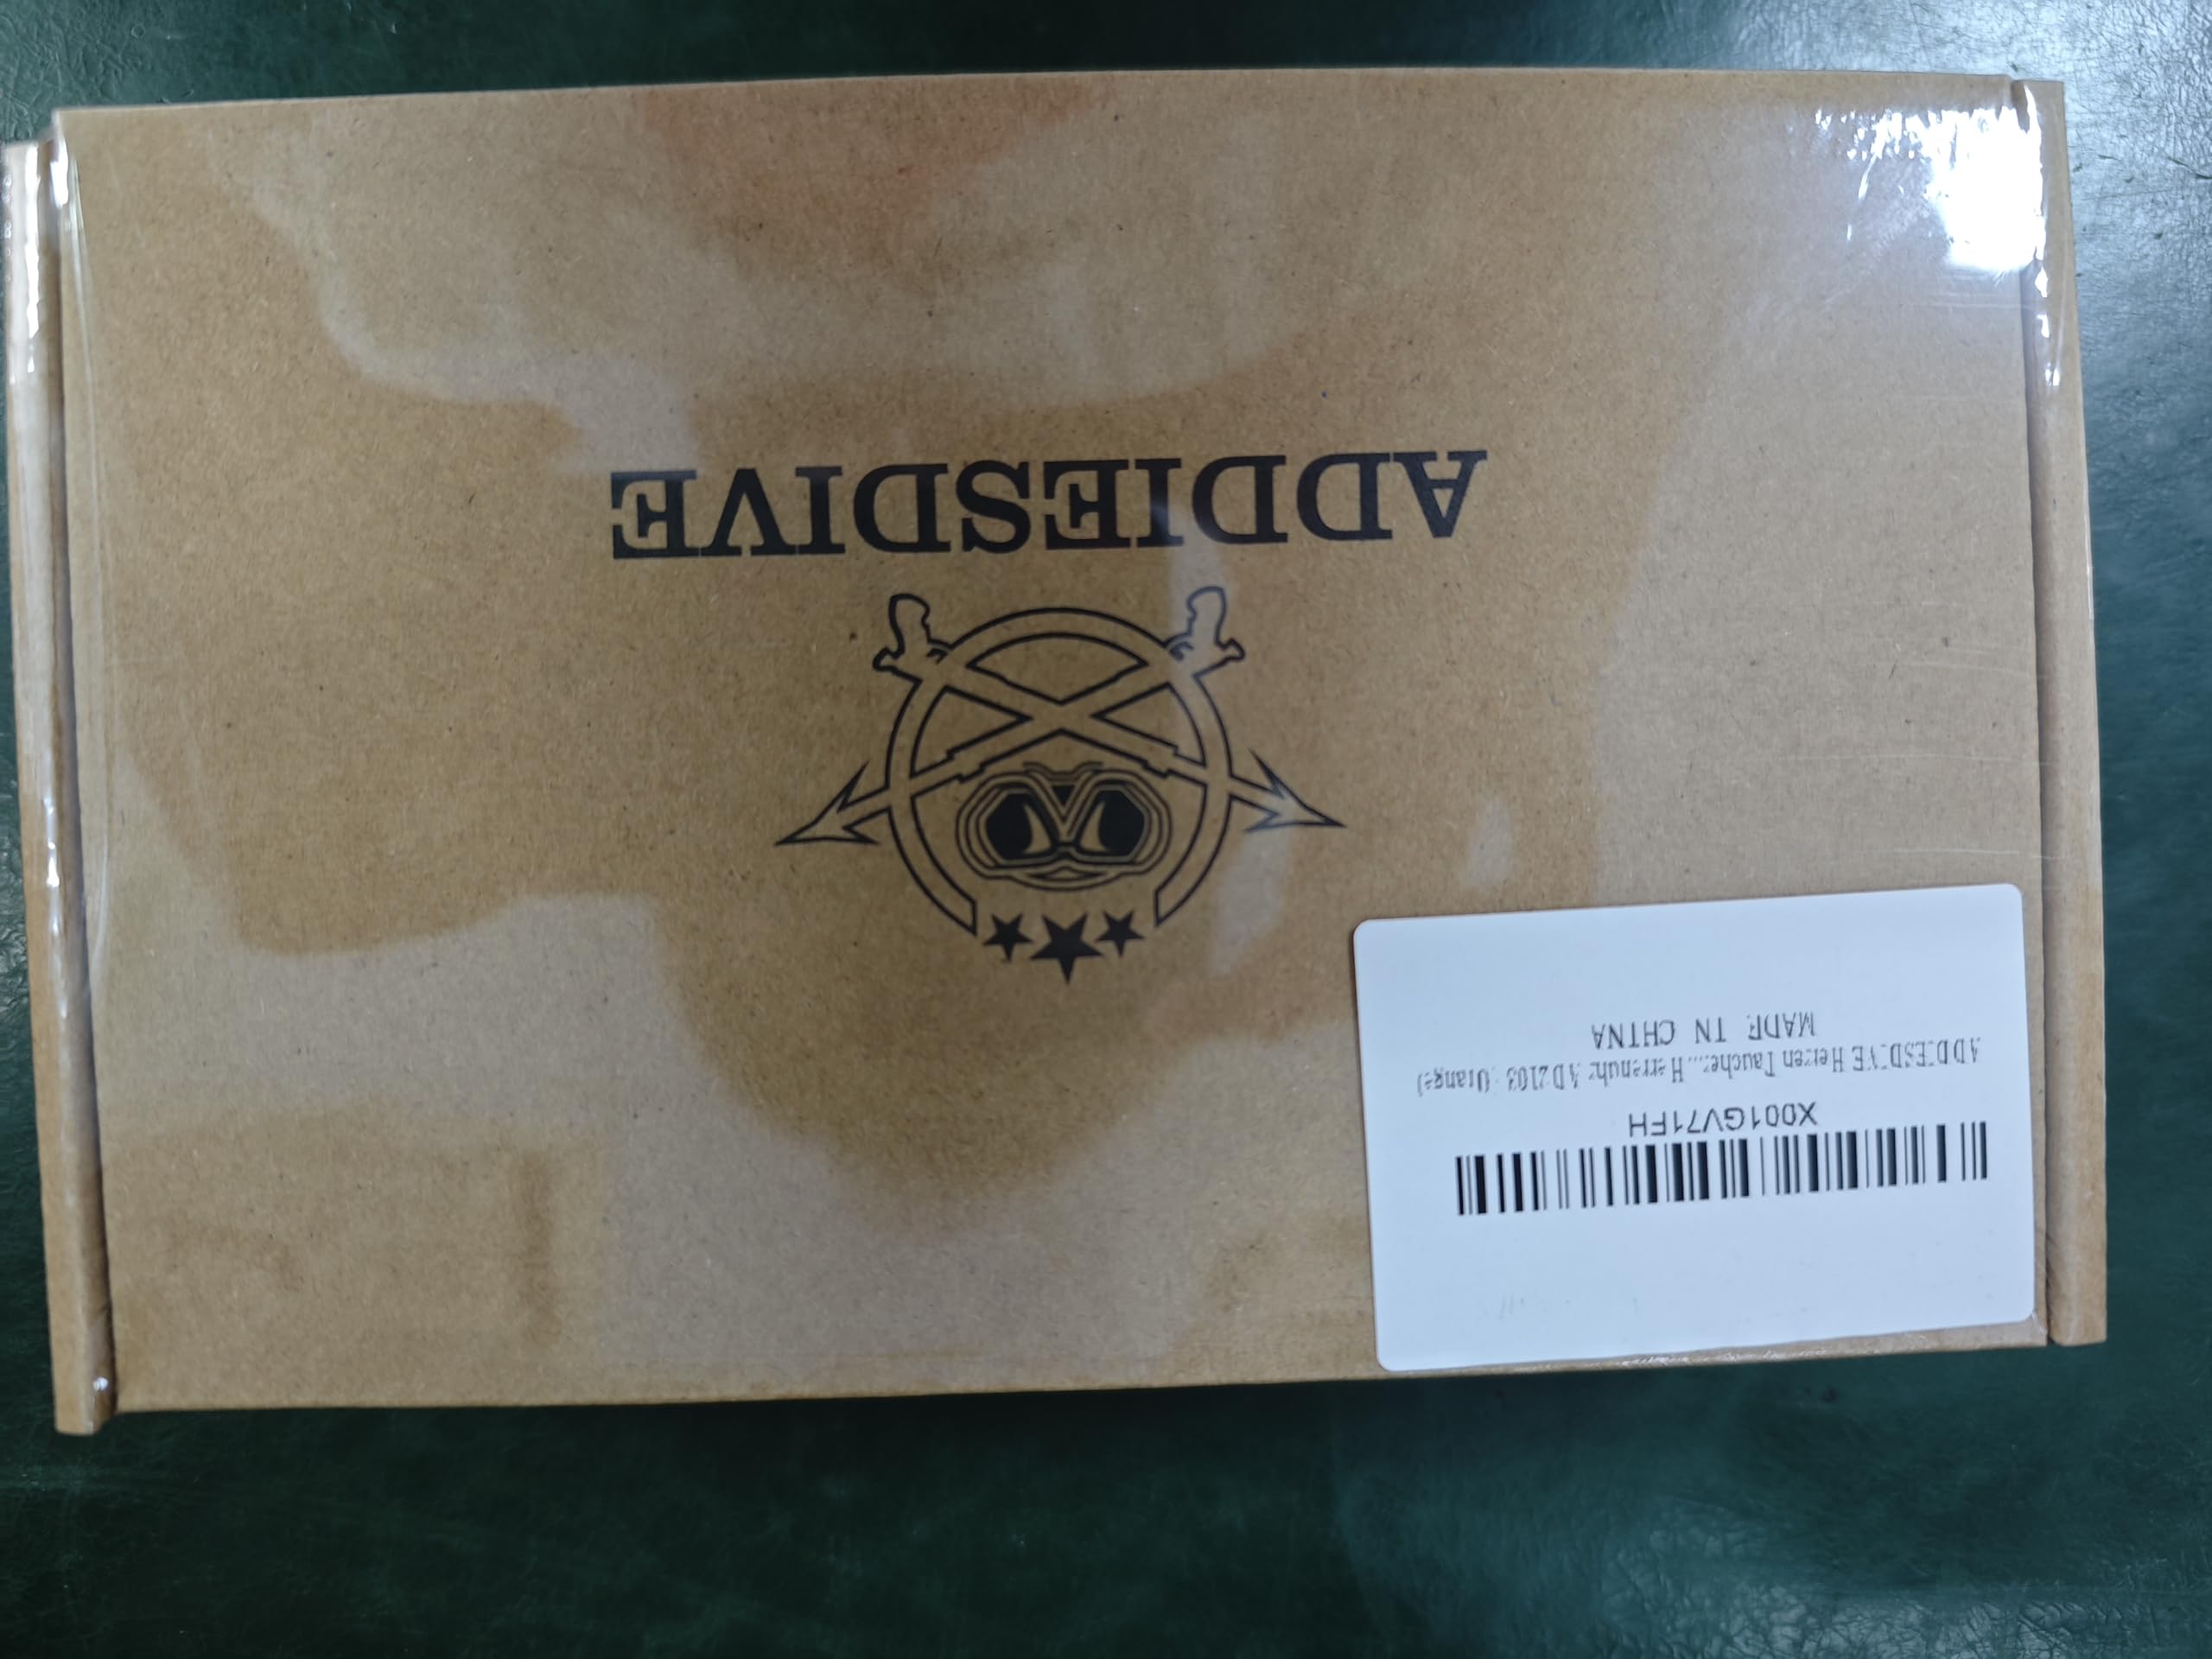 ADDIESDIVE
X001GV71FH
ADDIESDIVE Herren Taucher...Herrenuhr AD2103 (Orange)
MADE IN CHINA